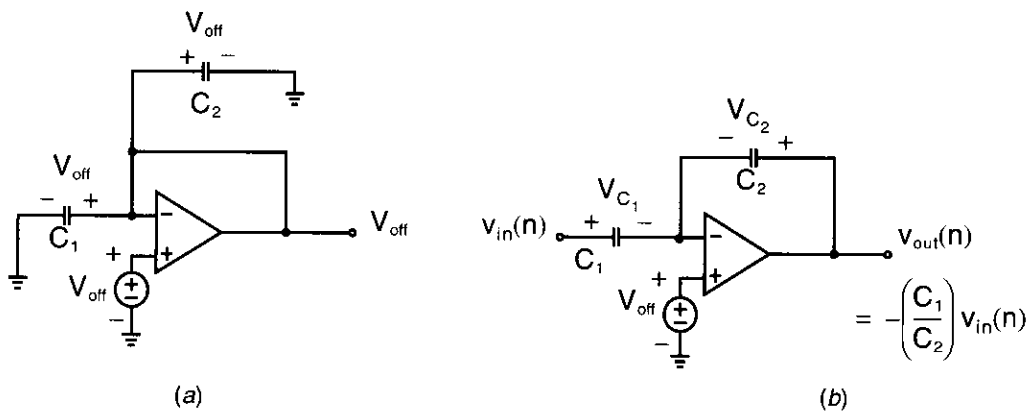 V_off
+ −
C_2
V_off
− +
C_1
−
+
+
V_off
+
−
−
V_off
(a)
V_C2
− +
C_2
V_C1
v_in(n)
+ −
C_1
−
+
+
V_off
+
−
−
v_out(n)
= −(C_1/C_2) v_in(n)
(b)